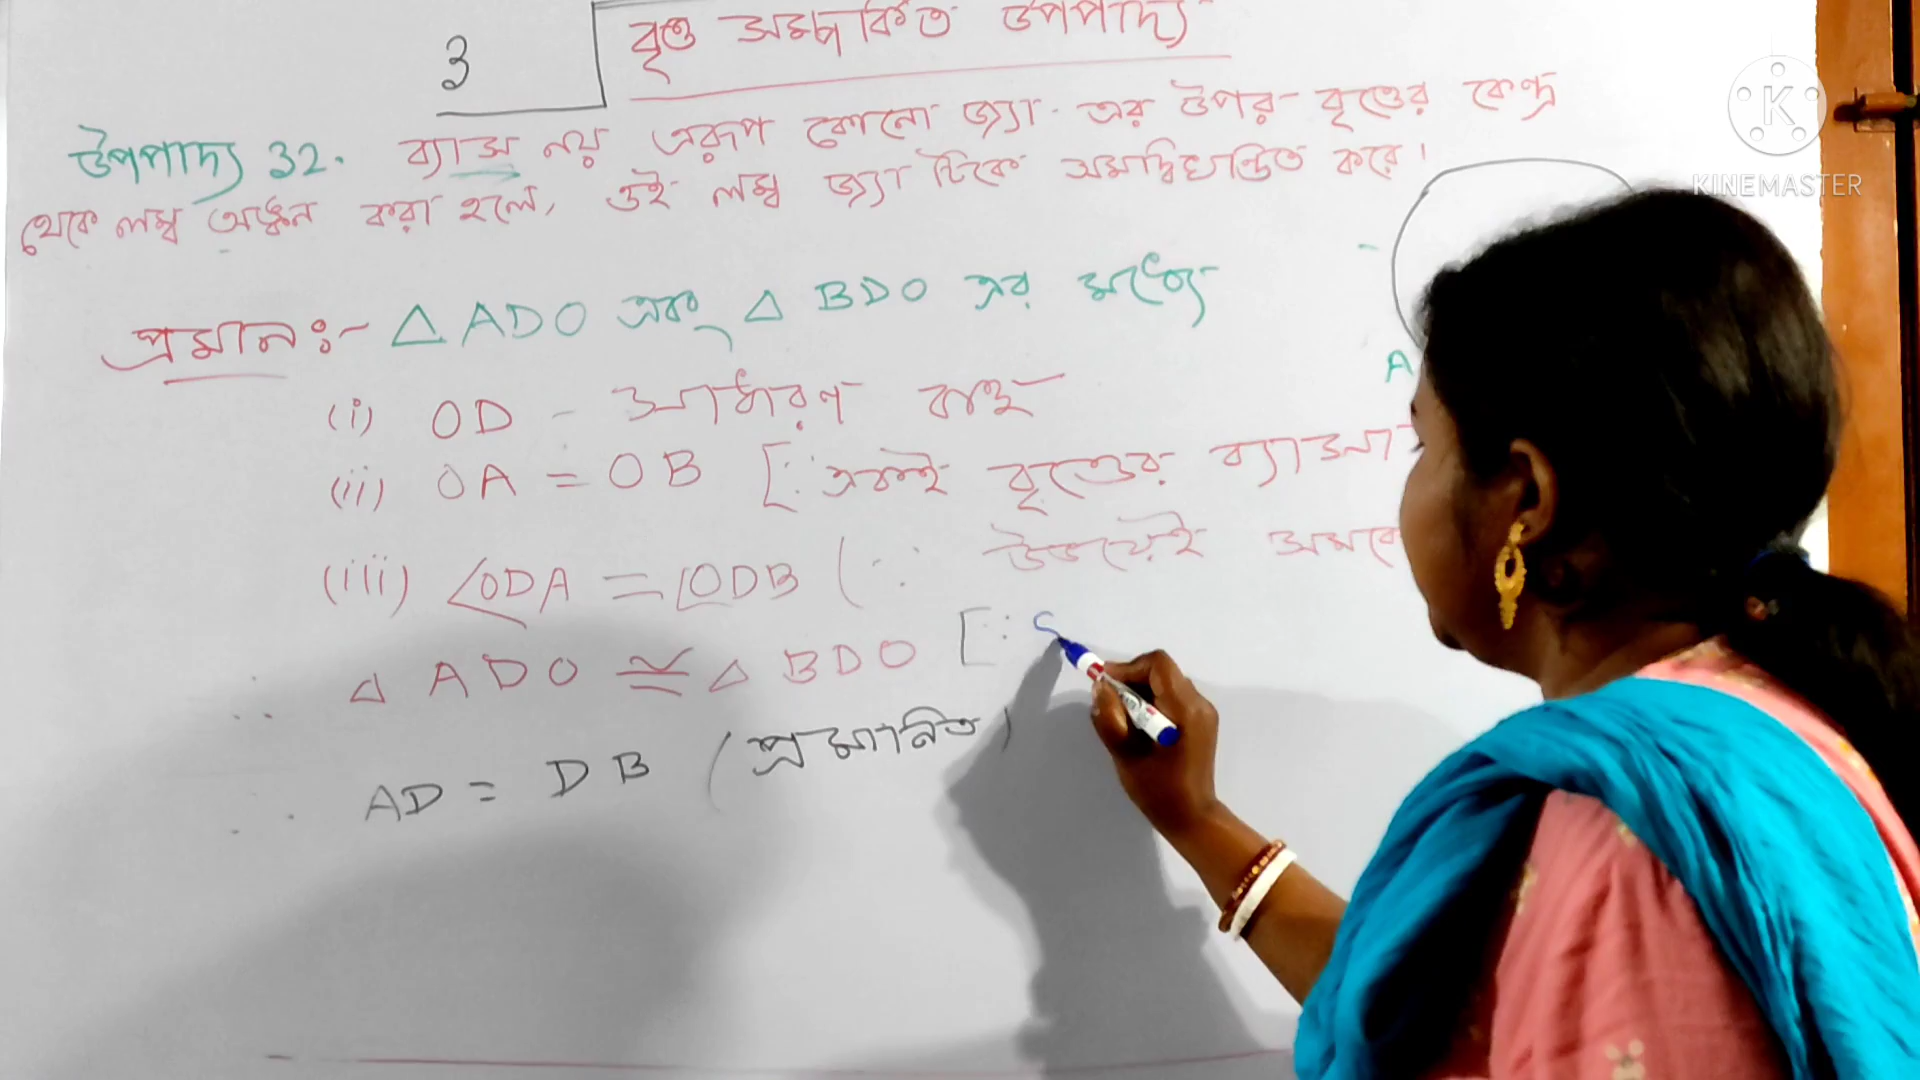 3
বৃত্ত সম্পর্কিত উপপাদ্য
উপপাদ্য 32. ব্যাস নয় এরূপ কোনো জ্যা-এর উপর বৃত্তের কেন্দ্র
থেকে লম্ব অঙ্কন করা হলে, ওই লম্ব জ্যাটিকে সমদ্বিখণ্ডিত করে।
প্রমান:- △ ADO এবং △ BDO এর মধ্যে
(i) OD - সাধারণ বাহু
(ii) OA = OB [∵ একই বৃত্তের ব্যাসা
(iii) ∠ODA = ∠ODB (∵ উভয়েই সমকো
∴ △ ADO ≅ △ BDO [∵ S
∴ AD = DB (প্রমানিত)
A
K
KINEMASTER